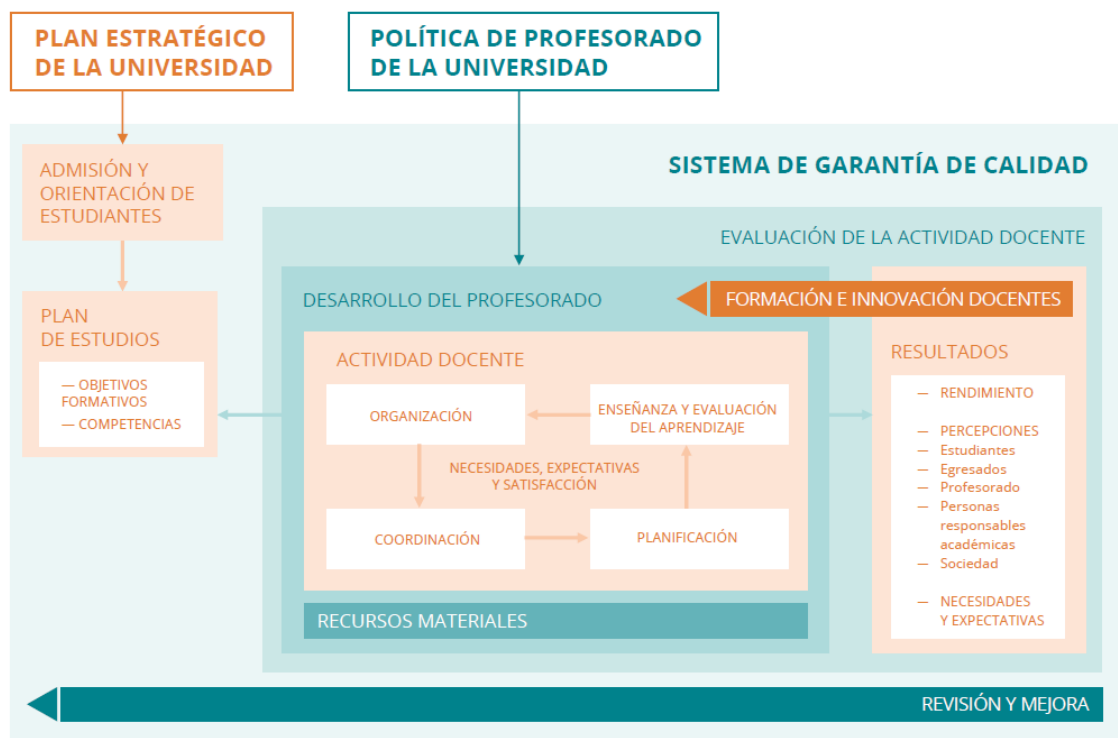 PLAN ESTRATÉGICO
DE LA UNIVERSIDAD
POLÍTICA DE PROFESORADO
DE LA UNIVERSIDAD
SISTEMA DE GARANTÍA DE CALIDAD
ADMISIÓN Y
ORIENTACIÓN DE
ESTUDIANTES
PLAN
DE ESTUDIOS
— OBJETIVOS
FORMATIVOS
— COMPETENCIAS
EVALUACIÓN DE LA ACTIVIDAD DOCENTE
DESARROLLO DEL PROFESORADO
FORMACIÓN E INNOVACIÓN DOCENTES
ACTIVIDAD DOCENTE
ORGANIZACIÓN
ENSEÑANZA Y EVALUACIÓN
DEL APRENDIZAJE
NECESIDADES, EXPECTATIVAS
Y SATISFACCIÓN
COORDINACIÓN
PLANIFICACIÓN
RECURSOS MATERIALES
RESULTADOS
— RENDIMIENTO
— PERCEPCIONES
— Estudiantes
— Egresados
— Profesorado
— Personas
responsables
académicas
— Sociedad
— NECESIDADES
Y EXPECTATIVAS
REVISIÓN Y MEJORA